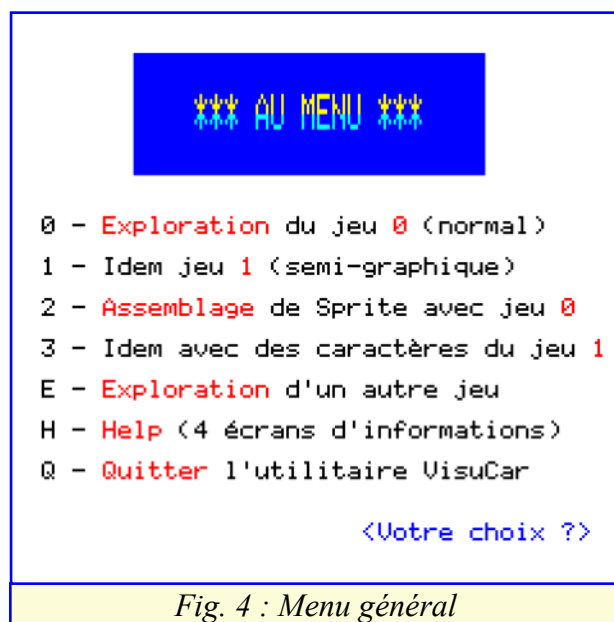 *** AU MENU ***
0 - Exploration du jeu 0 (normal)
1 - Idem jeu 1 (semi-graphique)
2 - Assemblage de Sprite avec jeu 0
3 - Idem avec des caractères du jeu 1
E - Exploration d'un autre jeu
H - Help (4 écrans d'informations)
Q - Quitter l'utilitaire VisuCar
<Votre choix ?>
Fig. 4 : Menu général